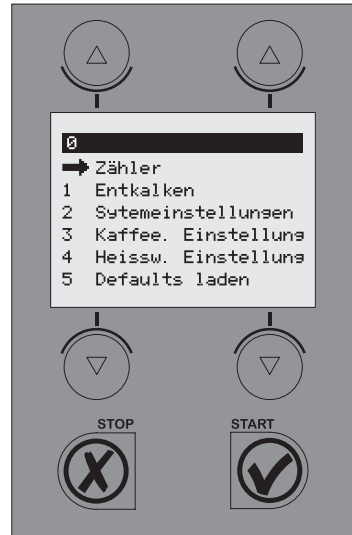 0
Zähler
1 Entkalken
2 Sytemeinstellungen
3 Kaffee. Einstellung
4 Heissw. Einstellung
5 Defaults laden
STOP START